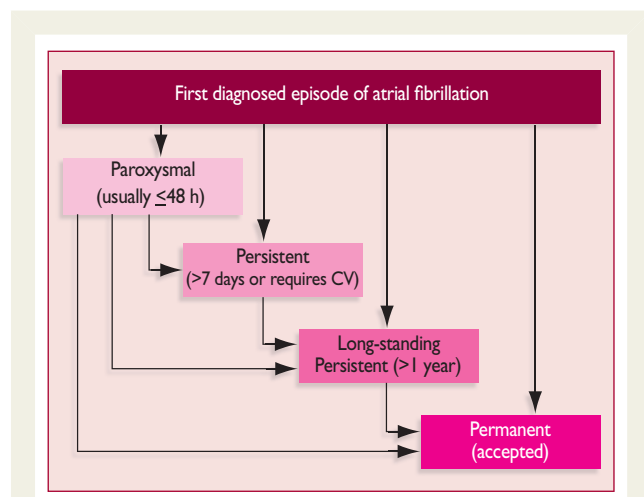 First diagnosed episode of atrial fibrillation
Paroxysmal
(usually ≤48 h)
Persistent
(>7 days or requires CV)
Long-standing
Persistent (>1 year)
Permanent
(accepted)